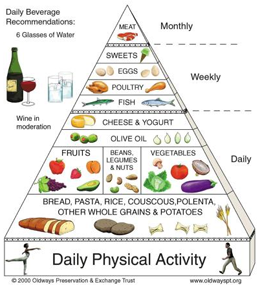 Daily Beverage
Recommendations:
6 Glasses of Water
Wine in
moderation
MEAT
Monthly
SWEETS
EGGS
Weekly
POULTRY
FISH
CHEESE & YOGURT
OLIVE OIL
Daily
FRUITS
BEANS,
LEGUMES
& NUTS
VEGETABLES
BREAD, PASTA, RICE, COUSCOUS,POLENTA,
OTHER WHOLE GRAINS & POTATOES
Daily Physical Activity
© 2000 Oldways Preservation & Exchange Trust
www.oldwayspt.org